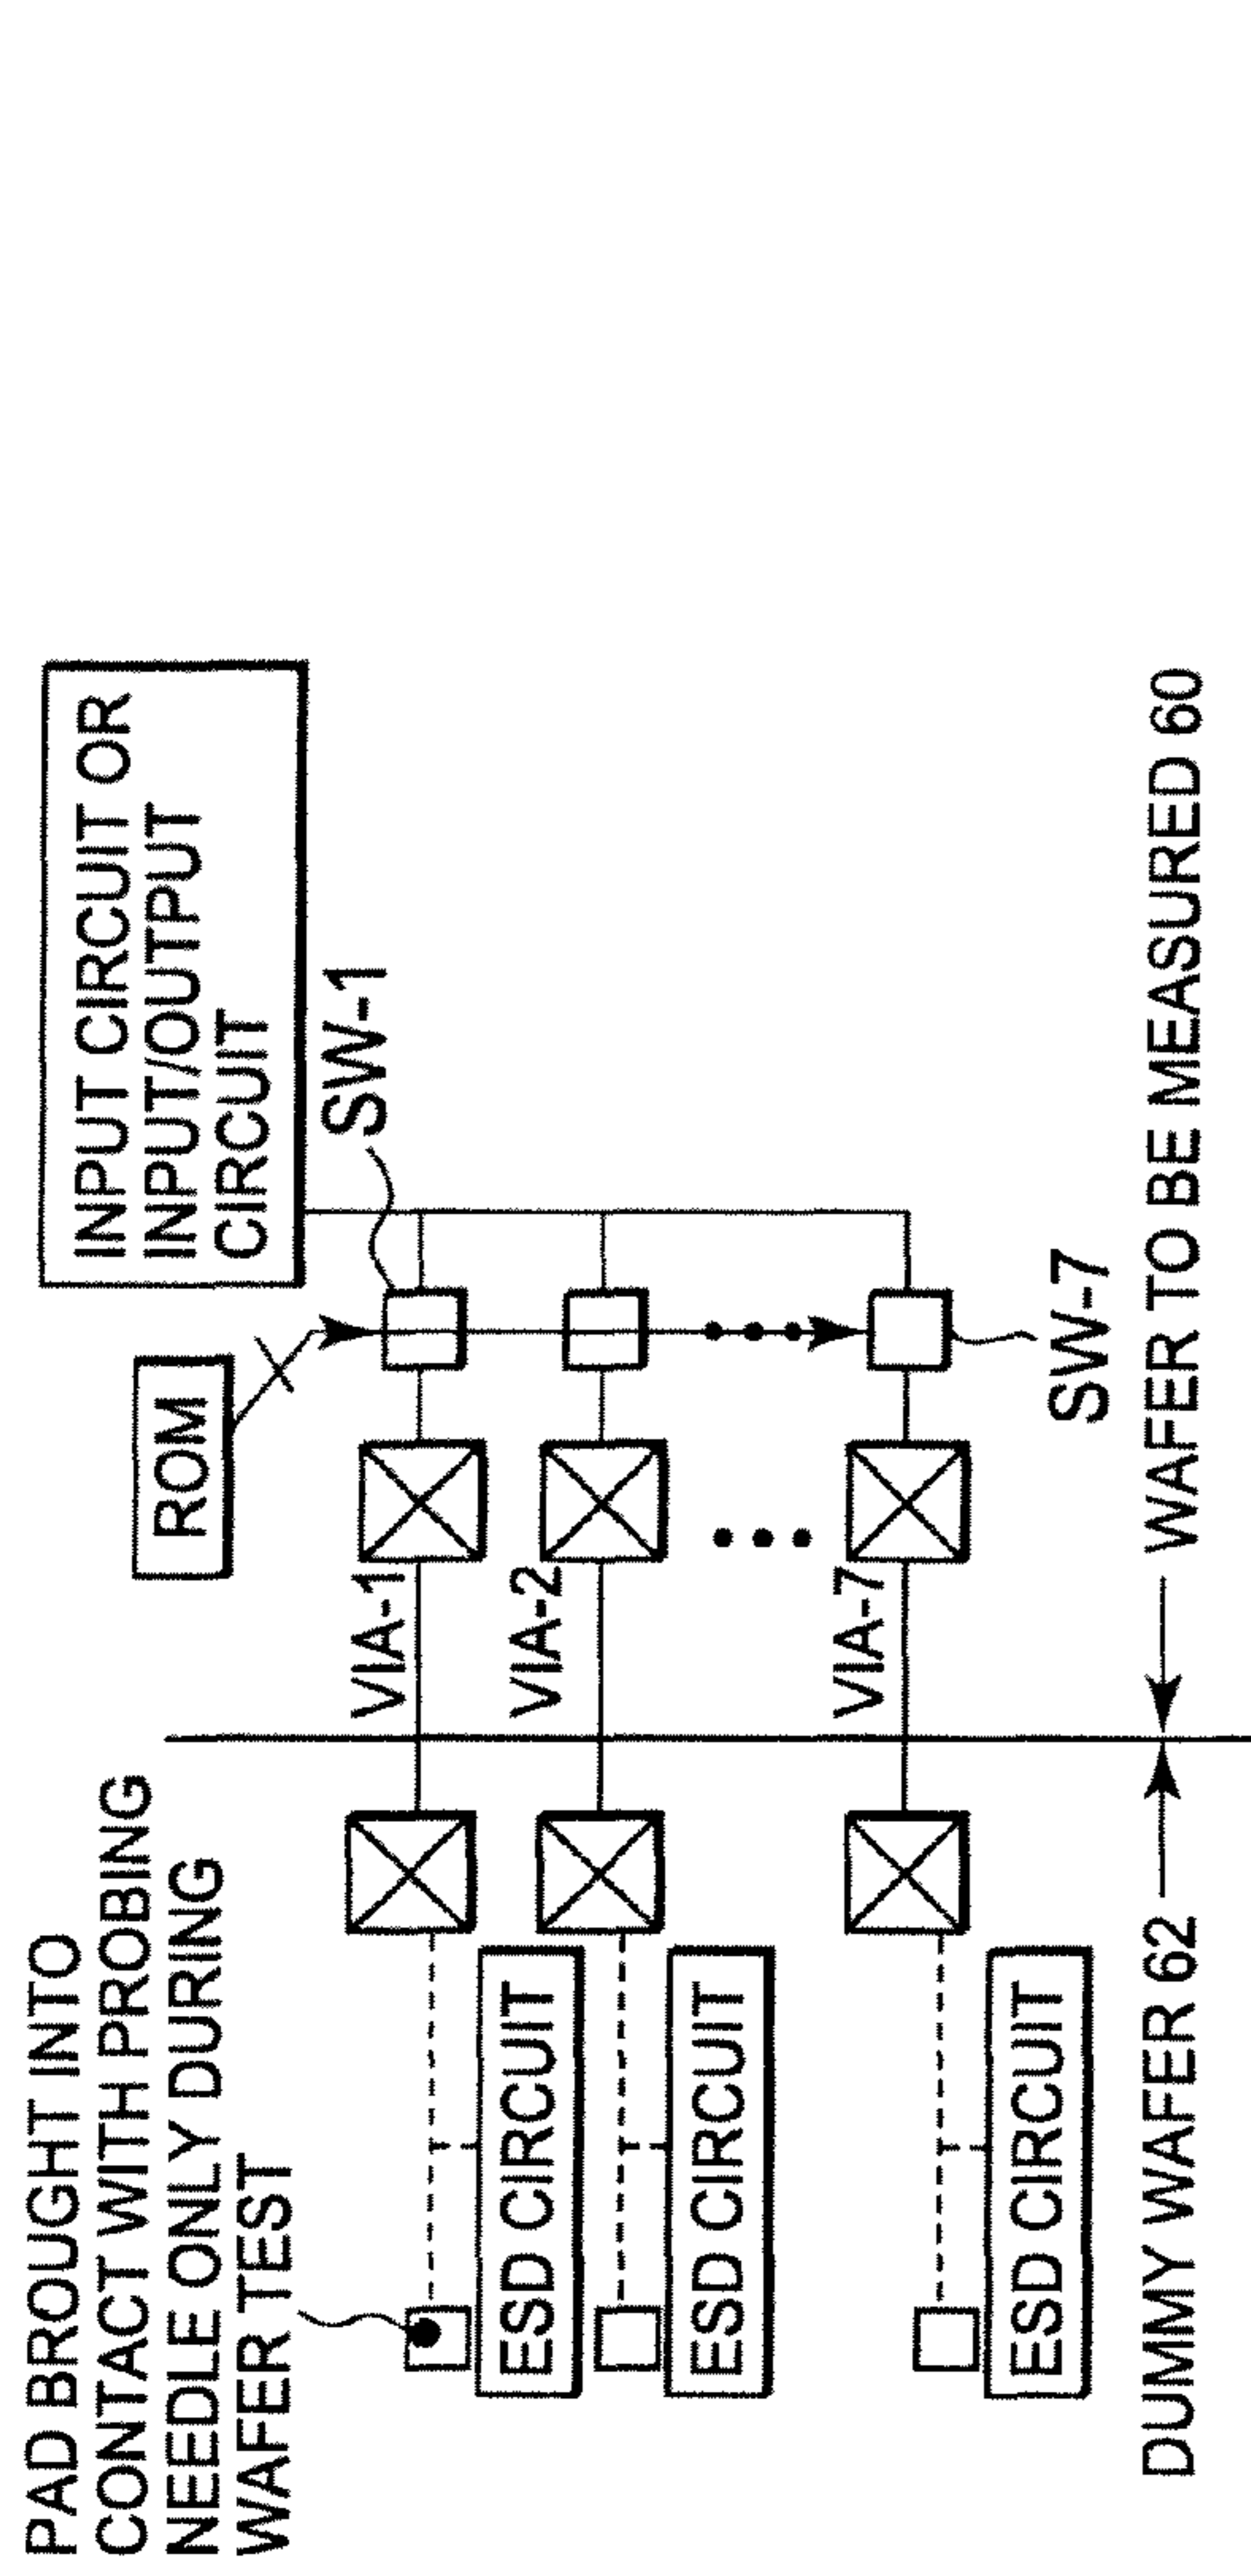 PAD BROUGHT INTO
CONTACT WITH PROBING
NEEDLE ONLY DURING
WAFER TEST
ROM
INPUT CIRCUIT OR
INPUT/OUTPUT
CIRCUIT
SW-1
VIA-1
ESD CIRCUIT
VIA-2
ESD CIRCUIT
VIA-7
ESD CIRCUIT
SW-7
DUMMY WAFER 62
WAFER TO BE MEASURED 60